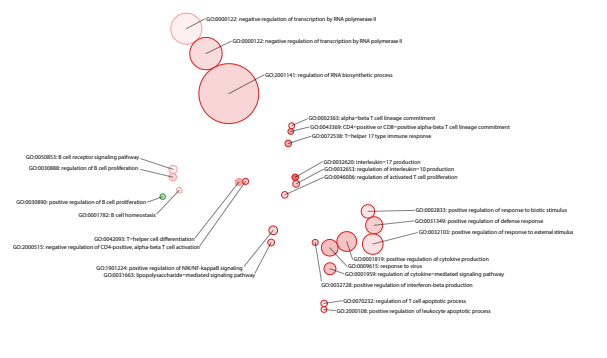 GO:0000122: negative regulation of transcription by RNA polymerase II
GO:0000122: negative regulation of transcription by RNA polymerase II
GO:2001141: regulation of RNA biosynthetic process
GO:0002363: alpha−beta T cell lineage commitment
GO:0043369: CD4−positive or CD8−positive alpha−beta T cell lineage commitment
GO:0072538: T−helper 17 type immune response
GO:0050853: B cell receptor signaling pathway
GO:0030888: regulation of B cell proliferation
GO:0032620: interleukin−17 production
GO:0032653: regulation of interleukin−10 production
GO:0046006: regulation of activated T cell proliferation
GO:0030890: positive regulation of B cell proliferation
GO:0001782: B cell homeostasis
GO:0002833: positive regulation of response to biotic stimulus
GO:0031349: positive regulation of defense response
GO:0032103: positive regulation of response to external stimulus
GO:0042093: T−helper cell differentiation
GO:2000515: negative regulation of CD4-positive, alpha-beta T cell activation
GO:0001819: positive regulation of cytokine production
GO:0009615: response to virus
GO:0001959: regulation of cytokine−mediated signaling pathway
GO:1901224: positive regulation of NIK/NF-kappaB signaling
GO:0031663: lipopolysaccharide−mediated signaling pathway
GO:0032728: positive regulation of interferon-beta production
GO:0070232: regulation of T cell apoptotic process
GO:2000108: positive regulation of leukocyte apoptotic process